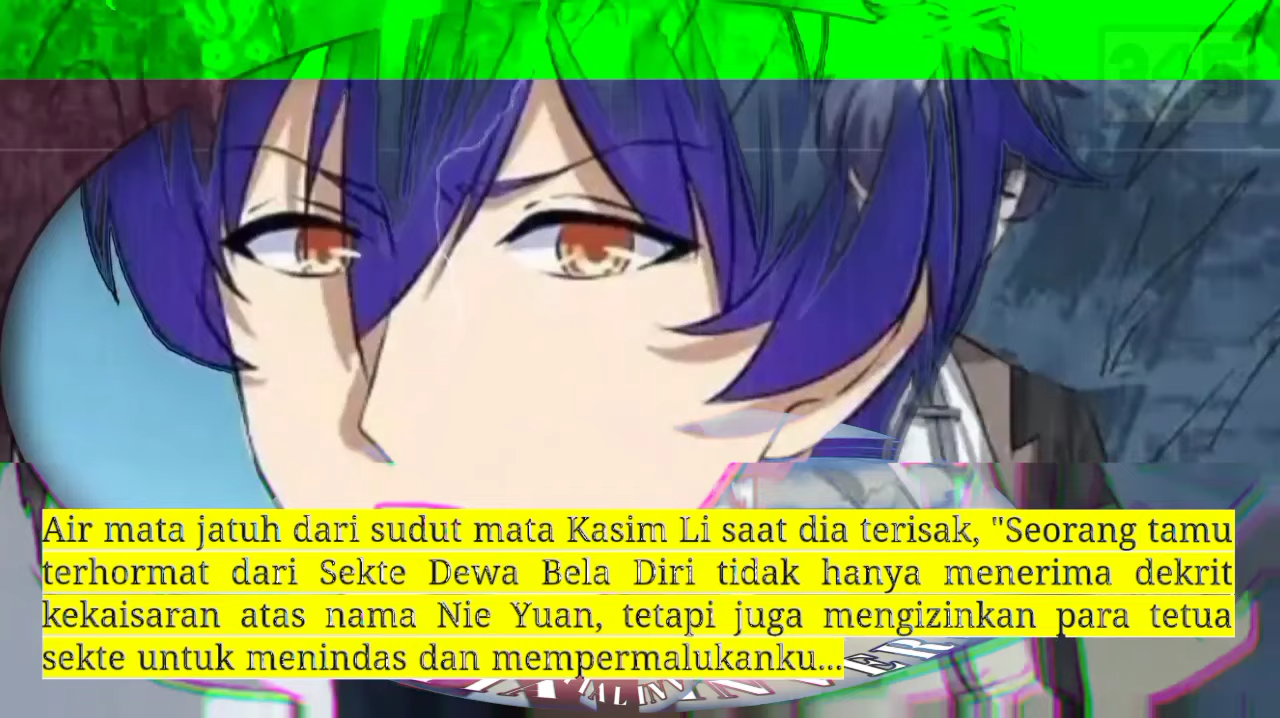 345
Air mata jatuh dari sudut mata Kasim Li saat dia terisak, "Seorang tamu
terhormat dari Sekte Dewa Bela Diri tidak hanya menerima dekrit
kekaisaran atas nama Nie Yuan, tetapi juga mengizinkan para tetua
sekte untuk menindas dan mempermalukanku...